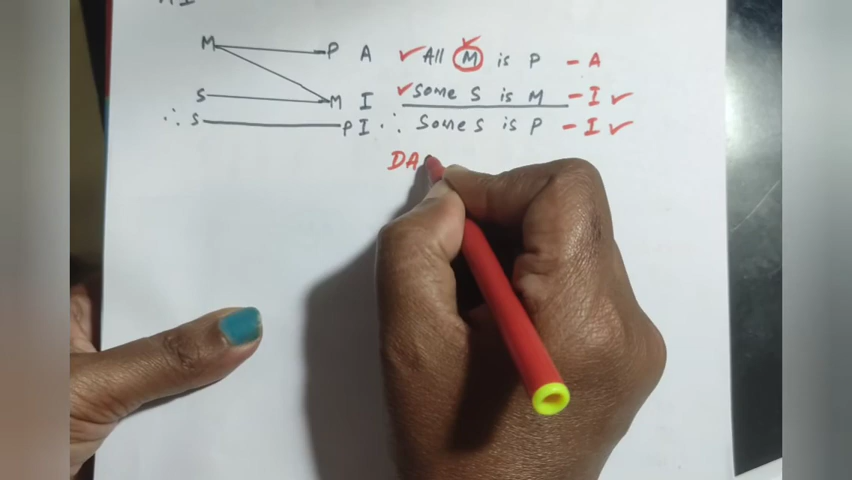 M P A ✓ All M is P - A
S M I ✓ Some S is M - I ✓
∴ S P I ∴ Some S is P - I ✓
DA